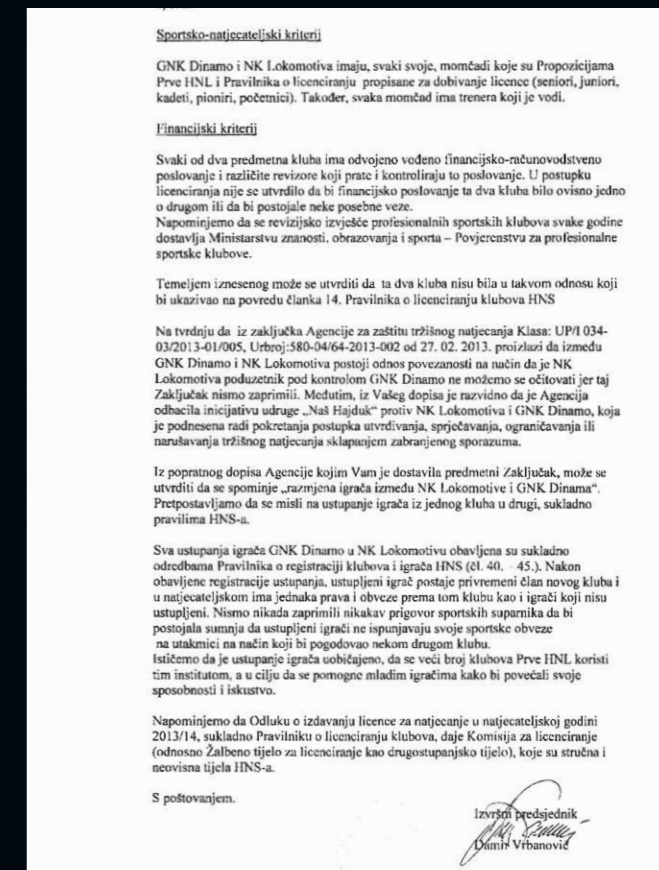 Sportsko-natjecateljski kriterij
GNK Dinamo i NK Lokomotiva imaju, svaki svoje, momčadi koje su Propozicijama
Prve HNL i Pravilnika o licenciranju propisane za dobivanje licence (seniori, juniori,
kadeti, pioniri, početnici). Također, svaka momčad ima trenera koji je vodi.
Financijski kriterij
Svaki od dva predmetna kluba ima odvojeno vođeno financijsko-računovodstveno
poslovanje i različite revizore koji prate i kontroliraju to poslovanje. U postupku
licenciranja nije se utvrdilo da bi financijsko poslovanje ta dva kluba bilo ovisno jedno
o drugom ili da bi postojale neke posebne veze.
Napominjemo da se revizijsko izvješće profesionalnih sportskih klubova svake godine
dostavlja Ministarstvu znanosti, obrazovanja i sporta – Povjerenstvu za profesionalne
sportske klubove.
Temeljem iznesenog može se utvrditi da ta dva kluba nisu bila u takvom odnosu koji
bi ukazivao na povredu članka 14. Pravilnika o licenciranju klubova HNS
Na tvrdnju da iz zaključka Agencije za zaštitu tržišnog natjecanja Klasa: UP/I 034-
03/2013-01/005, Urbroj:580-04/64-2013-002 od 27. 02. 2013. proizlazi da između
GNK Dinamo i NK Lokomotiva postoji odnos povezanosti na način da je NK
Lokomotiva poduzetnik pod kontrolom GNK Dinamo ne možemo se očitovati jer taj
Zaključak nismo zaprimili. Međutim, iz Vašeg dopisa je razvidno da je Agencija
odbacila inicijativu udruge „Naš Hajduk“ protiv NK Lokomotiva i GNK Dinamo, koja
je podnesena radi pokretanja postupka utvrđivanja, sprječavanja, ograničavanja ili
narušavanja tržišnog natjecanja sklapanjem zabranjenog sporazuma.
Iz popratnog dopisa Agencije kojim Vam je dostavila predmetni Zaključak, može se
utvrditi da se spominje „razmjena igrača između NK Lokomotive i GNK Dinama“.
Pretpostavljamo da se misli na ustupanje igrača iz jednog kluba u drugi, sukladno
pravilima HNS-a.
Sva ustupanja igrača GNK Dinamo u NK Lokomotivu obavljena su sukladno
odredbama Pravilnika o registraciji klubova i igrača HNS (čl. 40. - 45.). Nakon
obavljene registracije ustupanja, ustupljeni igrač postaje privremeni član novog kluba i
u natjecateljskom ima jednaka prava i obveze prema tom klubu kao i igrači koji nisu
ustupljeni. Nismo nikada zaprimili nikakav prigovor sportskih suparnika da bi
postojala sumnja da ustupljeni igrači ne ispunjavaju svoje sportske obveze
na utakmici na način koji bi pogodovao nekom drugom klubu.
Ističemo da je ustupanje igrača uobičajeno, da se veći broj klubova Prve HNL koristi
tim institutom, a u cilju da se pomogne mladim igračima kako bi povećali svoje
sposobnosti i iskustvo.
Napominjemo da Odluku o izdavanju licence za natjecanje u natjecateljskoj godini
2013/14, sukladno Pravilniku o licenciranju klubova, daje Komisija za licenciranje
(odnosno Žalbeno tijelo za licenciranje kao drugostupanjsko tijelo), koje su stručna i
neovisna tijela HNS-a.
S poštovanjem.
Izvršni predsjednik
Damir Vrbanović